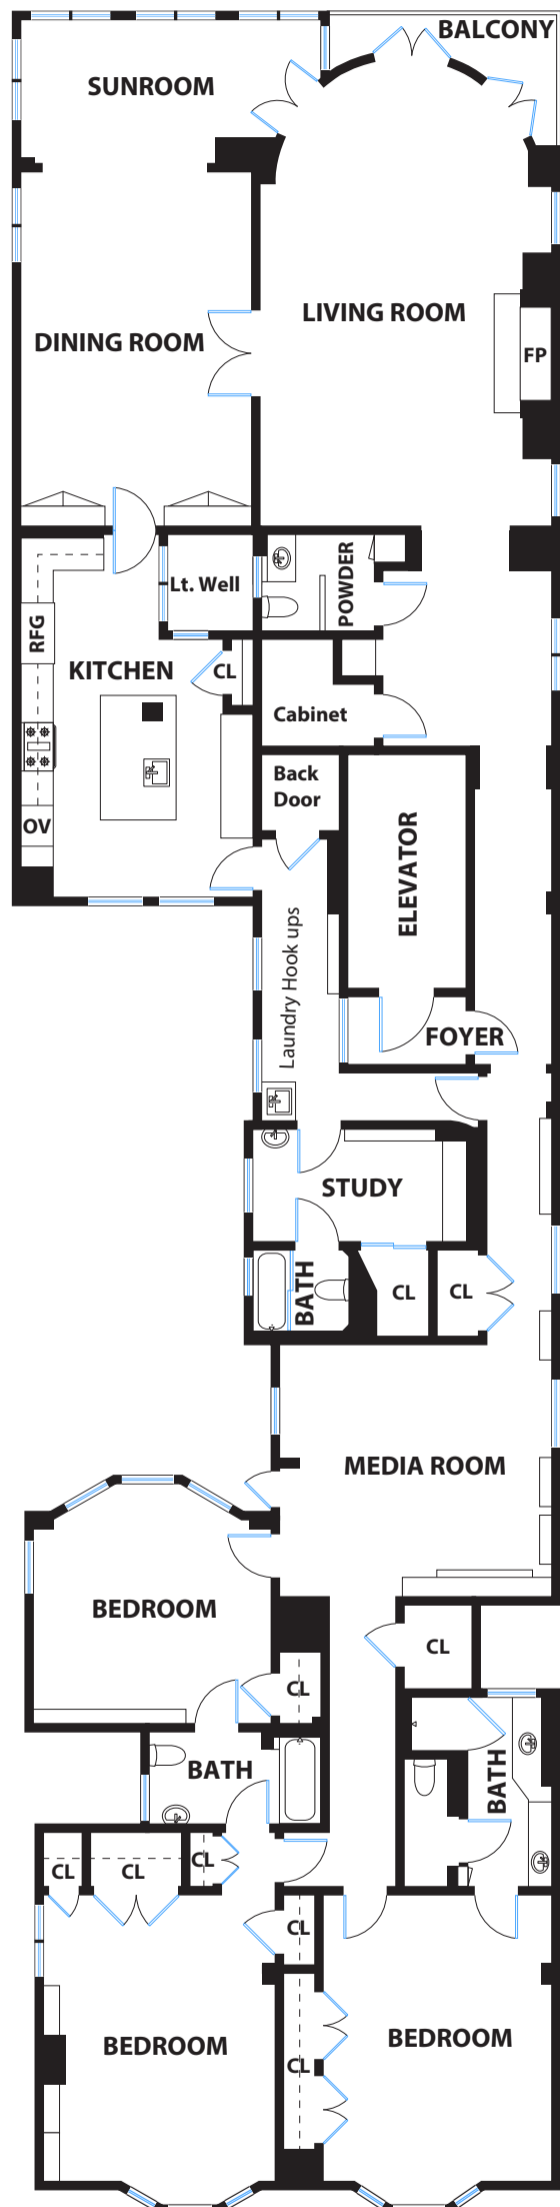 BALCONY
SUNROOM
LIVING ROOM
DINING ROOM
FP
POWDER
Lt. Well
RFG
KITCHEN
CL
Cabinet
Back
Door
OV
ELEVATOR
Laundry Hook ups
FOYER
STUDY
BATH
CL
CL
MEDIA ROOM
BEDROOM
CL
CL
BATH
BATH
CL
CL
CL
CL
BEDROOM
BEDROOM
CL